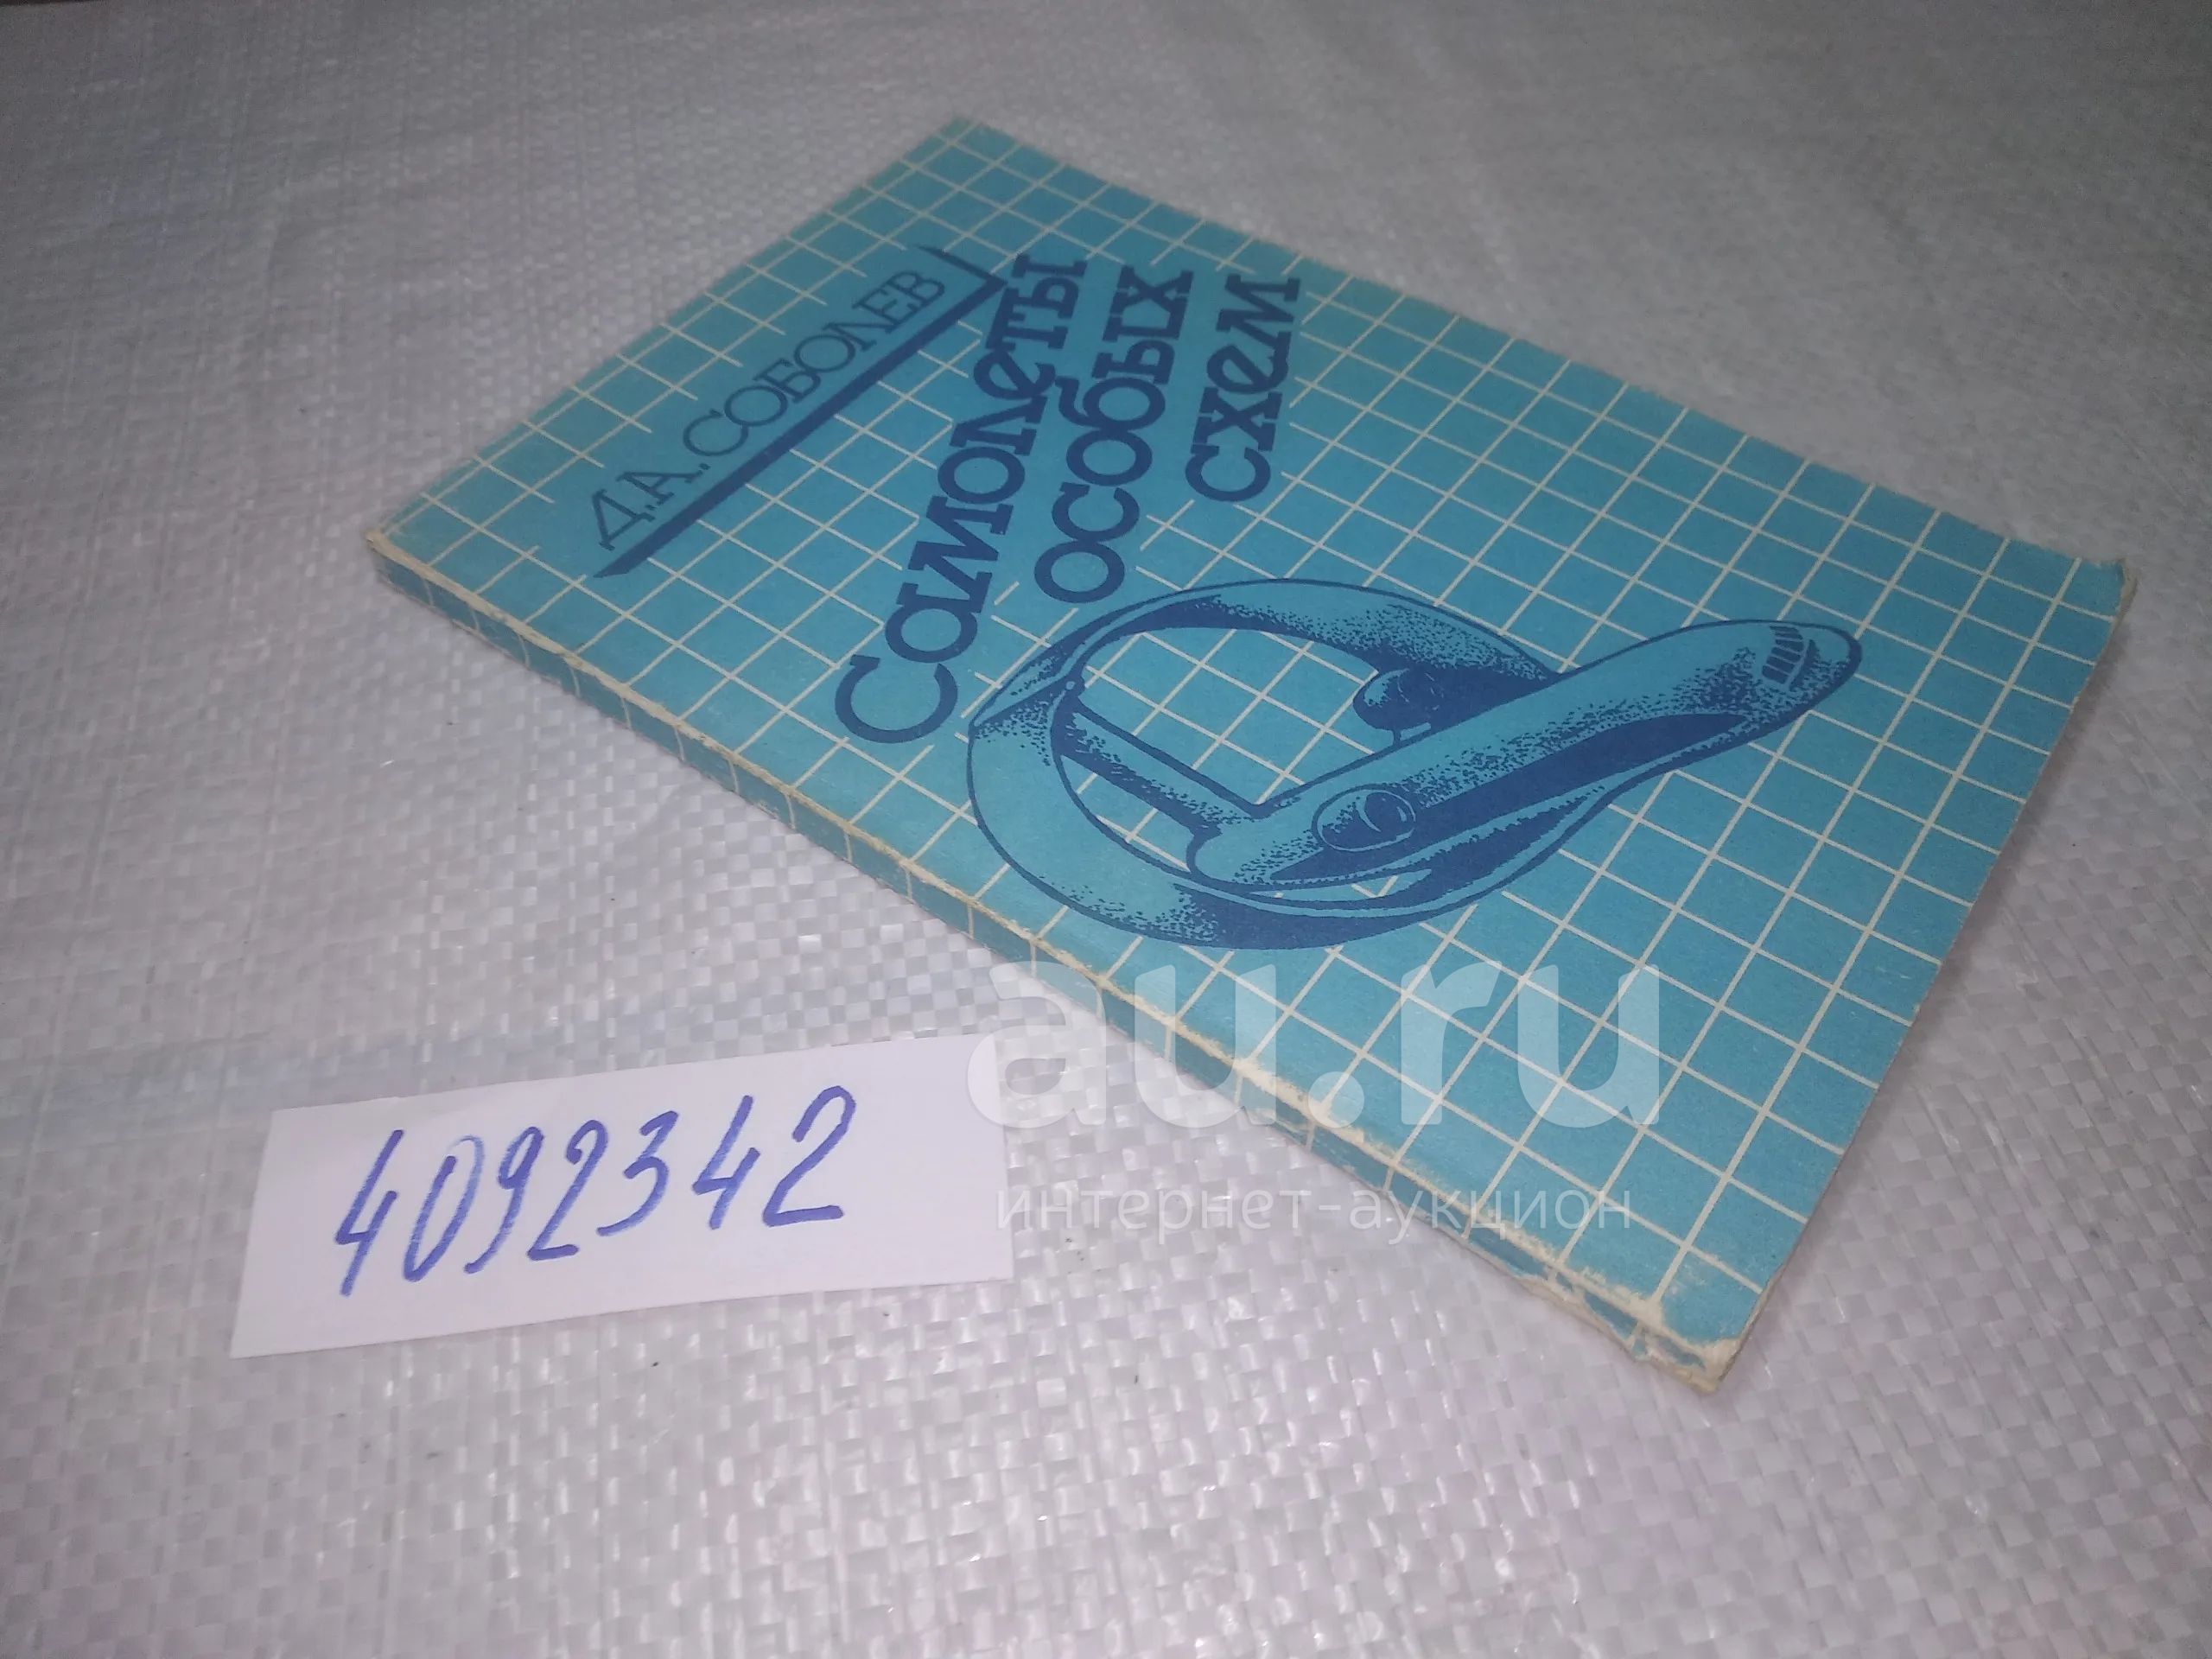 Д.А. СОБОЛЕВ
Самолеты
особых
схем
au.ru
интернет-аукцион
4092342